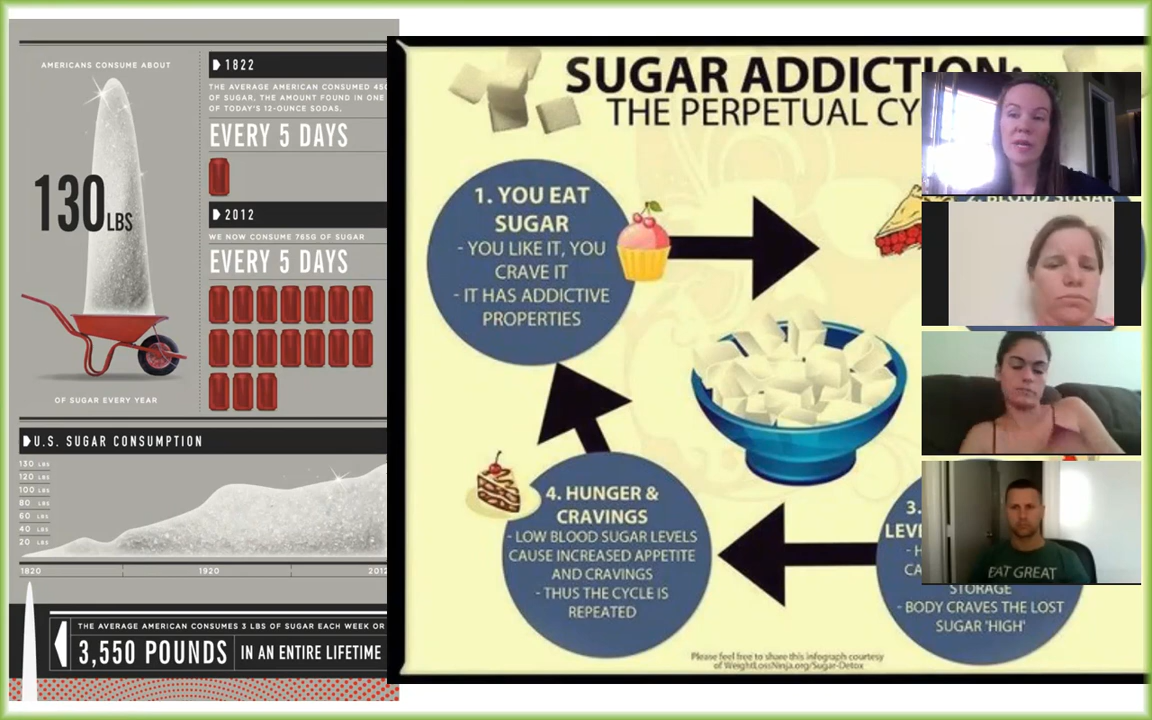 AMERICANS CONSUME ABOUT
130LBS
OF SUGAR EVERY YEAR
1822
THE AVERAGE AMERICAN CONSUMED 45G
OF SUGAR, THE AMOUNT FOUND IN ONE
OF TODAY'S 12-OUNCE SODAS.
EVERY 5 DAYS
2012
WE NOW CONSUME 765G OF SUGAR
EVERY 5 DAYS
U.S. SUGAR CONSUMPTION
130 LBS
120 LBS
100 LBS
80 LBS
60 LBS
40 LBS
20 LBS
1820 1920 2012
THE AVERAGE AMERICAN CONSUMES 3 LBS OF SUGAR EACH WEEK OR
3,550 POUNDS IN AN ENTIRE LIFETIME
SUGAR ADDICTION:
THE PERPETUAL CY
1. YOU EAT
SUGAR
- YOU LIKE IT, YOU
CRAVE IT
- IT HAS ADDICTIVE
PROPERTIES
2. BLOOD SUGAR
3.
LEV
- H
CA
STORAGE
- BODY CRAVES THE LOST
SUGAR 'HIGH'
4. HUNGER &
CRAVINGS
- LOW BLOOD SUGAR LEVELS
CAUSE INCREASED APPETITE
AND CRAVINGS
- THUS THE CYCLE IS
REPEATED
Please feel free to share this infograph courtesy
of WeightLossNinja.org/Sugar-Detox
EAT GREAT